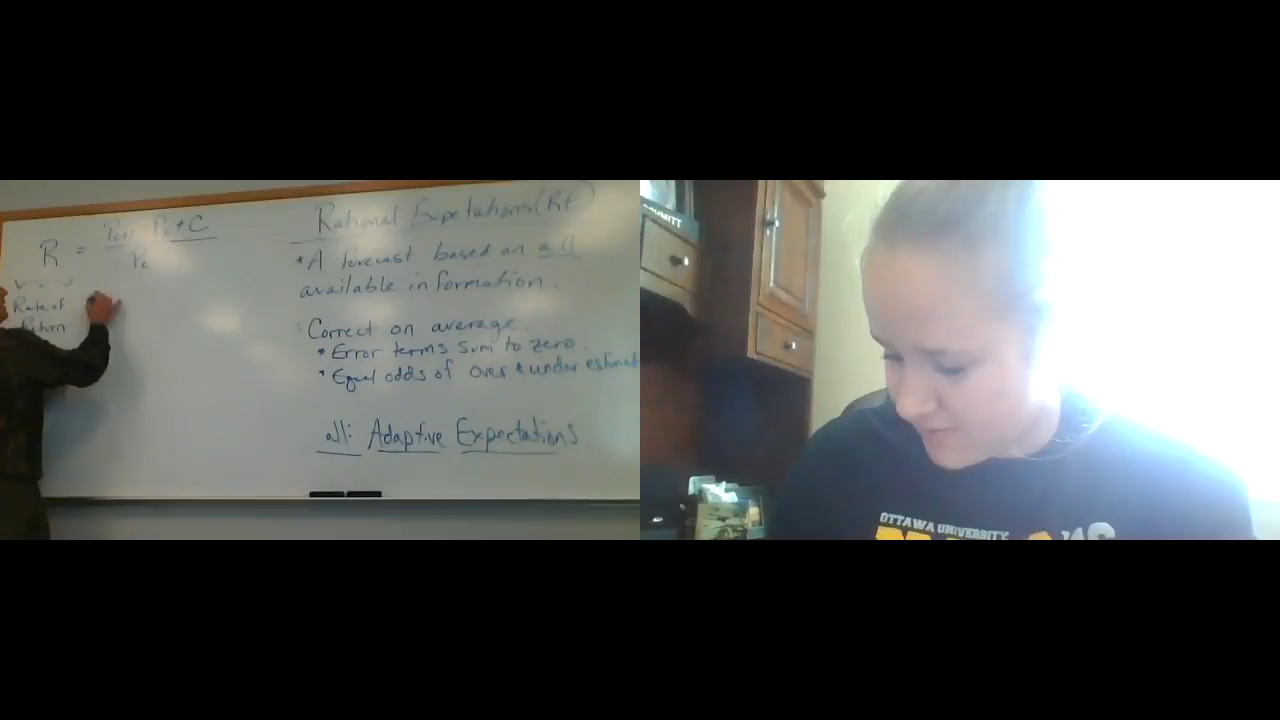 R = Pt+1 - Pt + C
Pt
Rate of
Return
Rational Expectations (RE)
*A forecast based on all
available information.
: Correct on average.
* Error terms sum to zero.
* Equal odds of over & under estimat
all: Adaptive Expectations
SCHMITT
OTTAWA UNIVERSITY